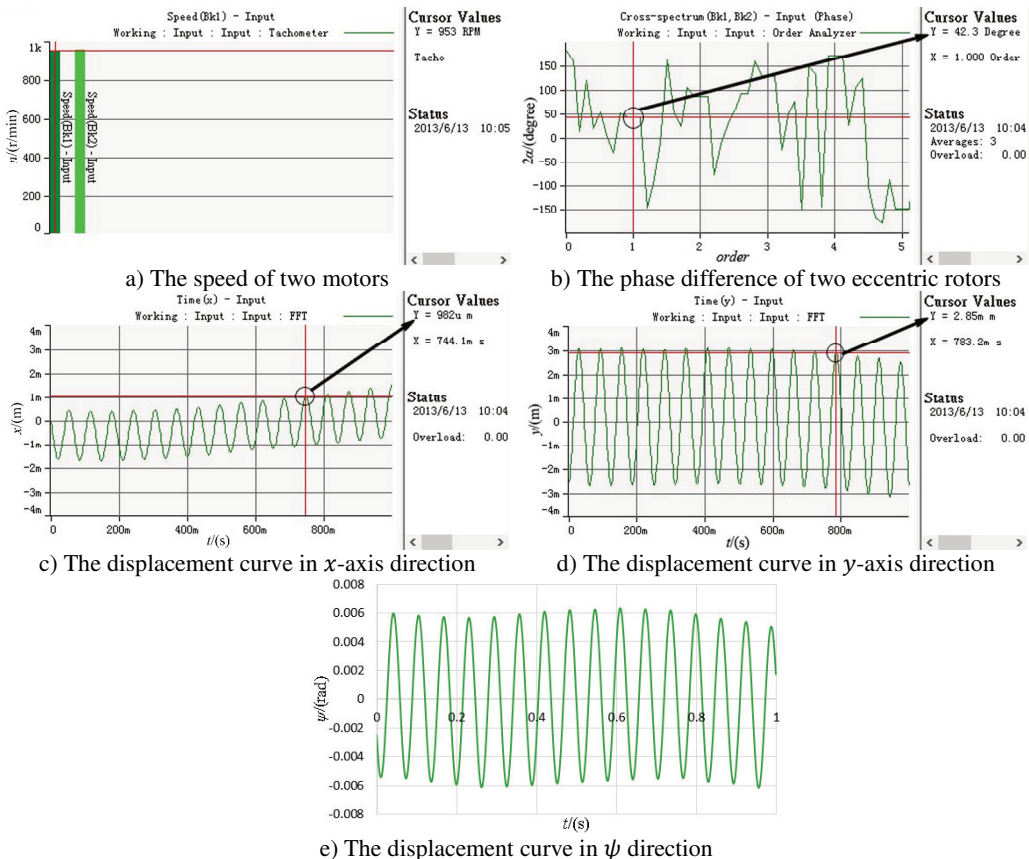 Speed(Bk1) - Input
Working : Input : Input : Tachometer
Cursor Values
Y = 953 RPM
Tacho
Status
2013/6/13 10:05
1k
800
600
400
200
0
n/(r/min)
Speed(Bk1) - Input
Speed(Bk2) - Input
a) The speed of two motors
Cross-spectrum(Bk1,Bk2) - Input (Phase)
Working : Input : Input : Order Analyzer
Cursor Values
Y = 42.3 Degree
X = 1.000 Order
Status
2013/6/13 10:04
Averages: 3
Overload: 0.00
150
100
50
0
-50
-100
-150
2α/(degree)
0 1 2 3 4 5
order
b) The phase difference of two eccentric rotors
Time(x) - Input
Working : Input : Input : FFT
Cursor Values
Y = 982u m
X = 744.1m s
Status
2013/6/13 10:04
Overload: 0.00
4m
3m
2m
1m
0
-1m
-2m
-3m
-4m
x/(m)
0 200m 400m 600m 800m
t/(s)
c) The displacement curve in x-axis direction
Time(y) - Input
Working : Input : Input : FFT
Cursor Values
Y = 2.85m m
X - 783.2m s
Status
2013/6/13 10:04
Overload: 0.00
4m
3m
2m
1m
0
-1m
-2m
-3m
-4m
y/(m)
0 200m 400m 600m 800m
t/(s)
d) The displacement curve in y-axis direction
0.008
0.006
0.004
0.002
0
-0.002
-0.004
-0.006
-0.008
ψ/(rad)
0 0.2 0.4 0.6 0.8 1
t/(s)
e) The displacement curve in ψ direction